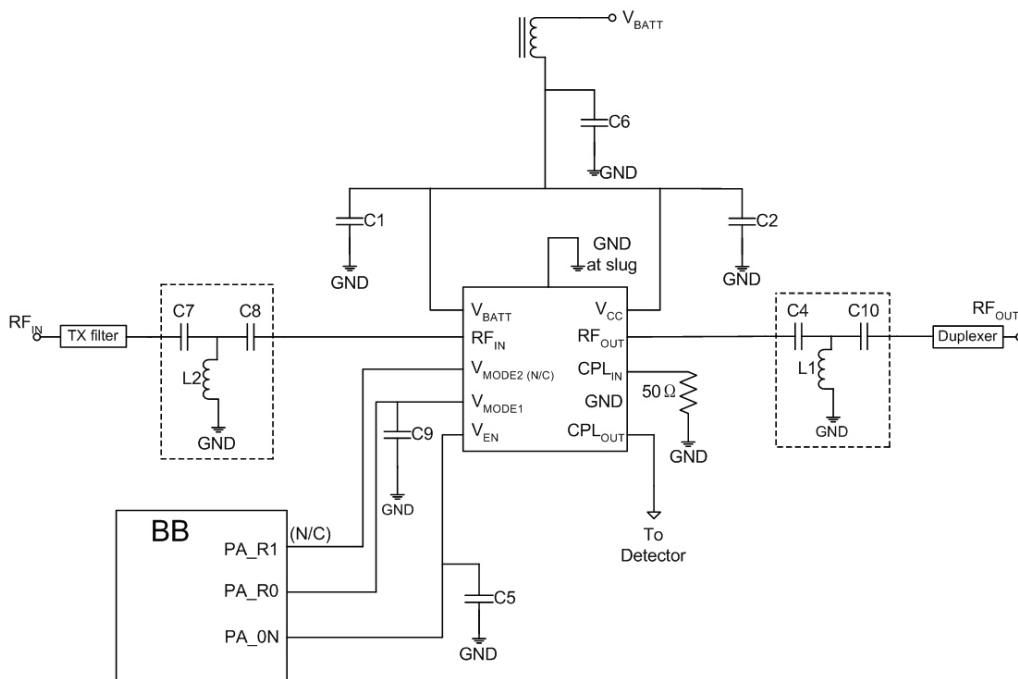 V_BATT
C6
GND
C1
C2
GND
GND
GND
at slug
RF_IN
TX filter
C7
C8
L2
GND
V_BATT
RF_IN
V_MODE2 (N/C)
V_MODE1
V_EN
V_CC
RF_OUT
CPL_IN
GND
CPL_OUT
50 Ω
GND
C4
C10
L1
GND
Duplexer
RF_OUT
C9
GND
To
Detector
BB
(N/C)
PA_R1
PA_R0
PA_0N
C5
GND